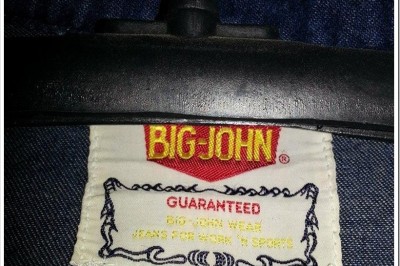 BIG-JOHN®
GUARANTEED
BIG-JOHN WEAR
JEANS FOR WORK 'N SPORTS